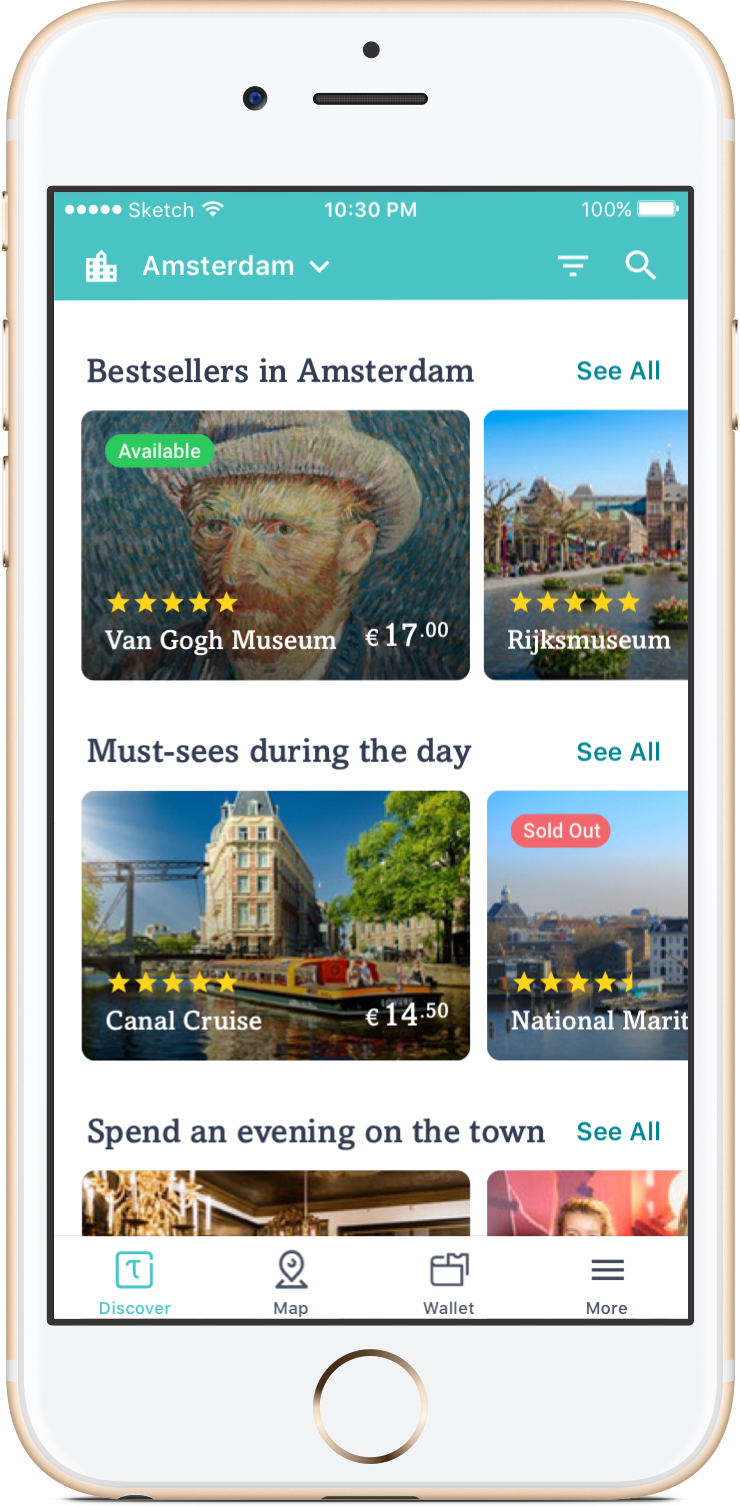 Sketch 10:30 PM 100%
Amsterdam
Bestsellers in Amsterdam See All
Available
Van Gogh Museum €17.00
Rijksmuseum
Must-sees during the day See All
Sold Out
Canal Cruise €14.50
National Marit
Spend an evening on the town See All
Discover Map Wallet More